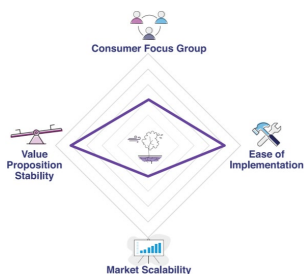 Consumer Focus Group
Value
Proposition
Stability
Ease of
Implementation
Market Scalability